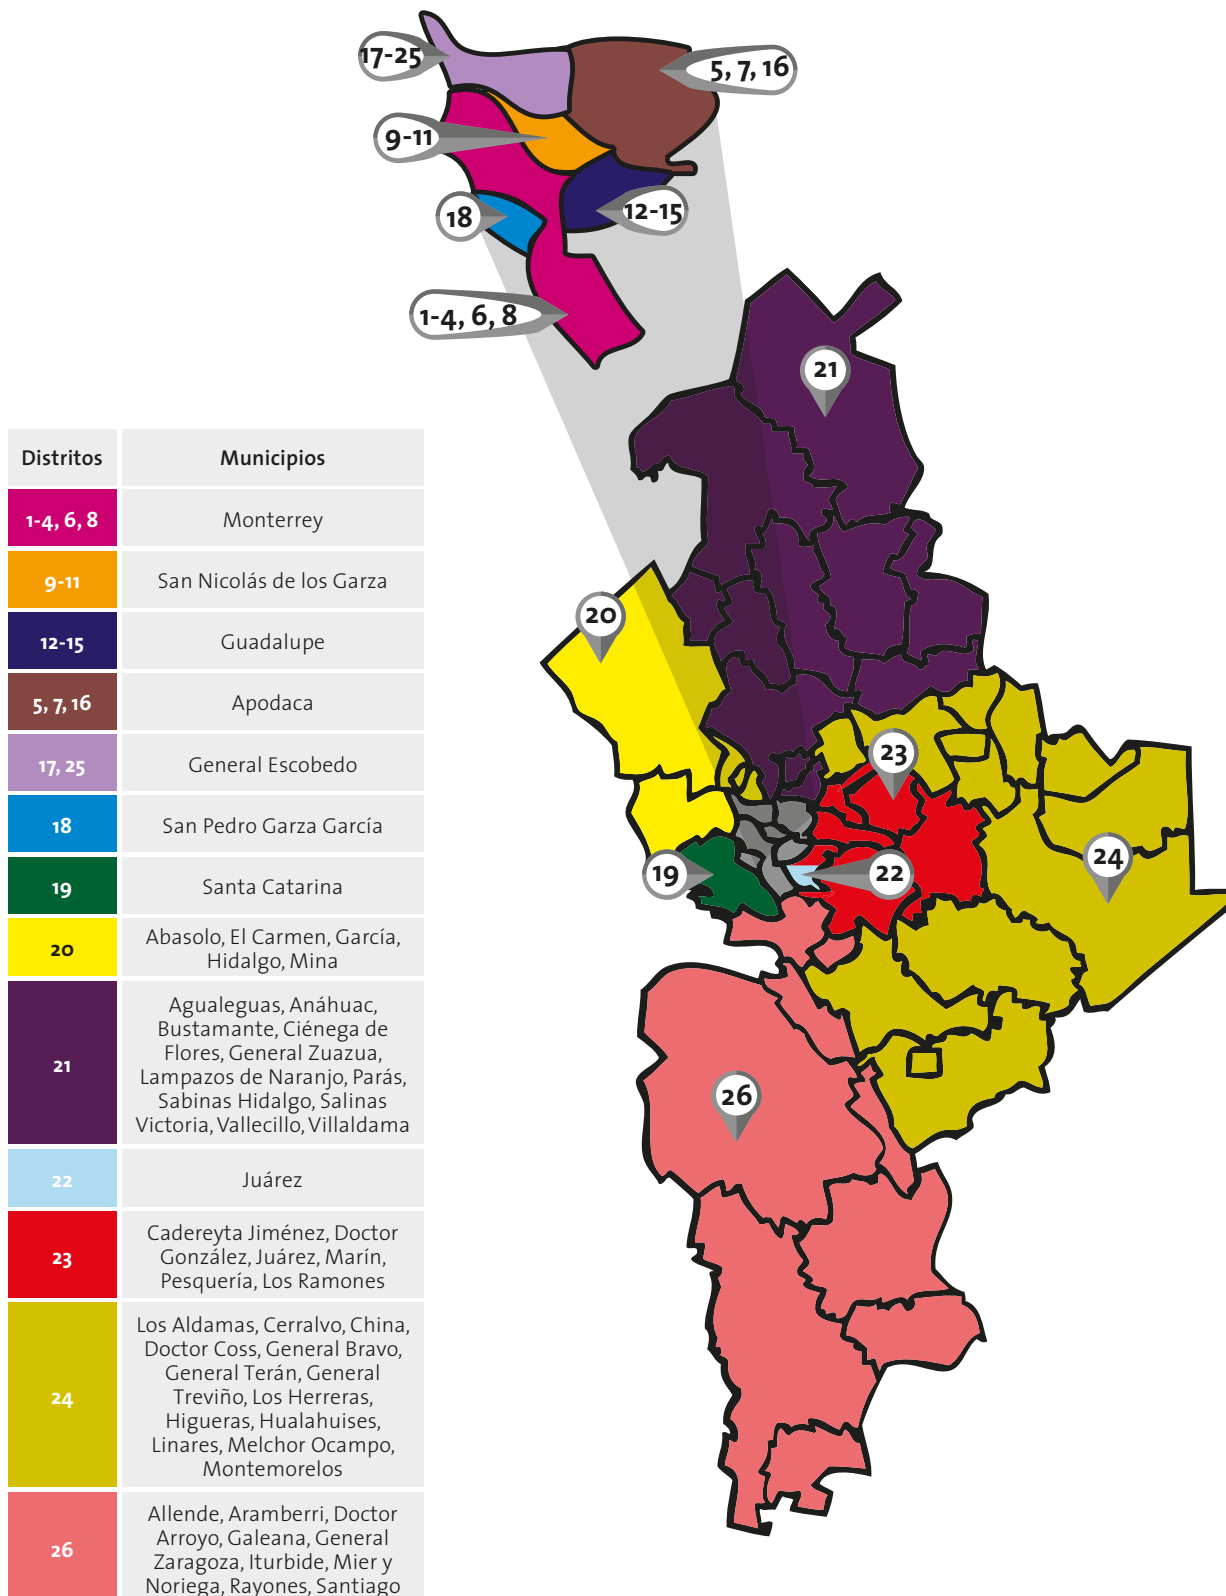 17-25
5, 7, 16
9-11
18
12-15
1-4, 6, 8
21
20
23
24
19
22
26
Distritos Municipios
1-4, 6, 8 Monterrey
9-11 San Nicolás de los Garza
12-15 Guadalupe
5, 7, 16 Apodaca
17, 25 General Escobedo
18 San Pedro Garza García
19 Santa Catarina
20
Abasolo, El Carmen, García,
Hidalgo, Mina
21
Agualeguas, Anáhuac,
Bustamante, Ciénega de
Flores, General Zuazua,
Lampazos de Naranjo, Parás,
Sabinas Hidalgo, Salinas
Victoria, Vallecillo, Villaldama
22 Juárez
23
Cadereyta Jiménez, Doctor
González, Juárez, Marín,
Pesquería, Los Ramones
24
Los Aldamas, Cerralvo, China,
Doctor Coss, General Bravo,
General Terán, General
Treviño, Los Herreras,
Higueras, Hualahuises,
Linares, Melchor Ocampo,
Montemorelos
26
Allende, Aramberri, Doctor
Arroyo, Galeana, General
Zaragoza, Iturbide, Mier y
Noriega, Rayones, Santiago